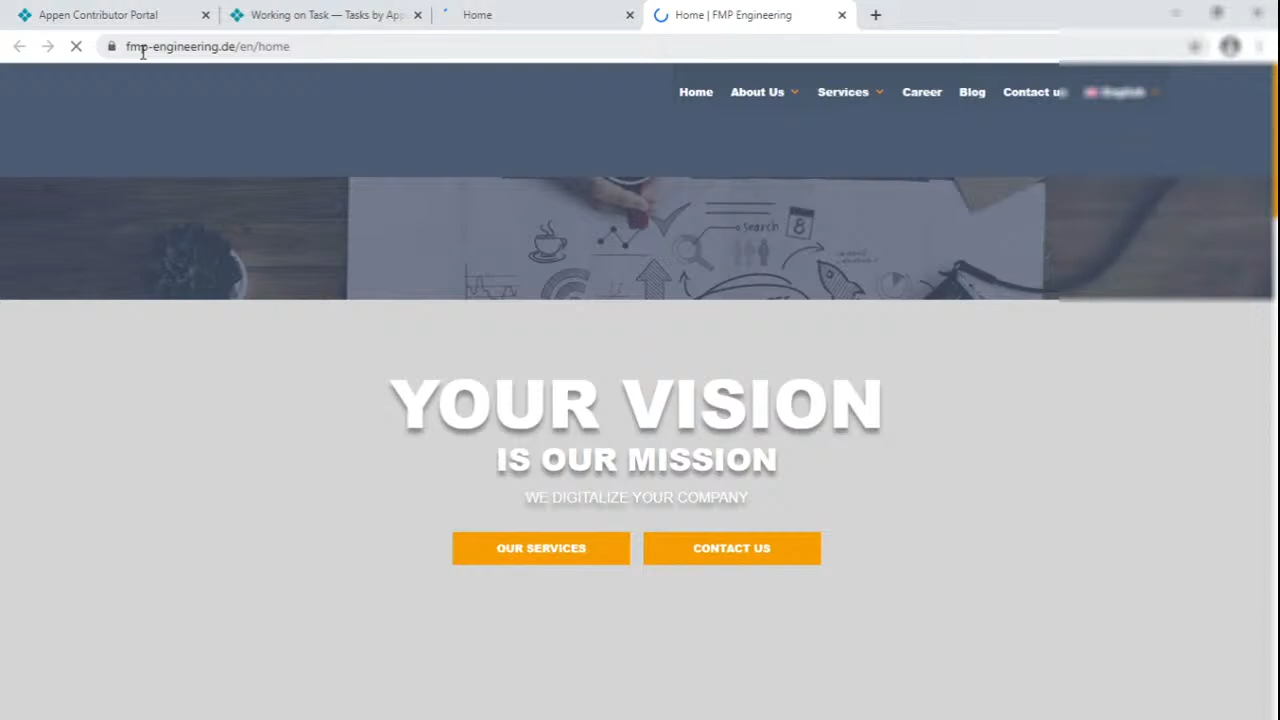 Appen Contributor Portal
Working on Task — Tasks by App
Home
Home | FMP Engineering
fmp-engineering.de/en/home
Home
About Us
Services
Career
Blog
Contact u
English
search
8
YOUR VISION
IS OUR MISSION
WE DIGITALIZE YOUR COMPANY
OUR SERVICES
CONTACT US